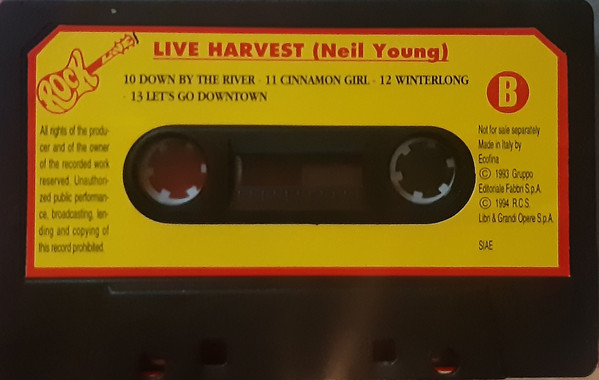 ROCK
LIVE HARVEST (Neil Young)
10 DOWN BY THE RIVER - 11 CINNAMON GIRL - 12 WINTERLONG
- 13 LET'S GO DOWNTOWN
B
All rights of the produ-
cer and of the owner
of the recorded work
reserved. Unauthori-
zed public performan-
ce, broadcasting, len-
ding and copying of
this record prohibited.
Not for sale separately
Made in Italy by
Ecofina
© 1993 Gruppo
Editoriale Fabbri S.p.A.
© 1994 R.C.S.
Libri & Grandi Opere S.p.A.
SIAE